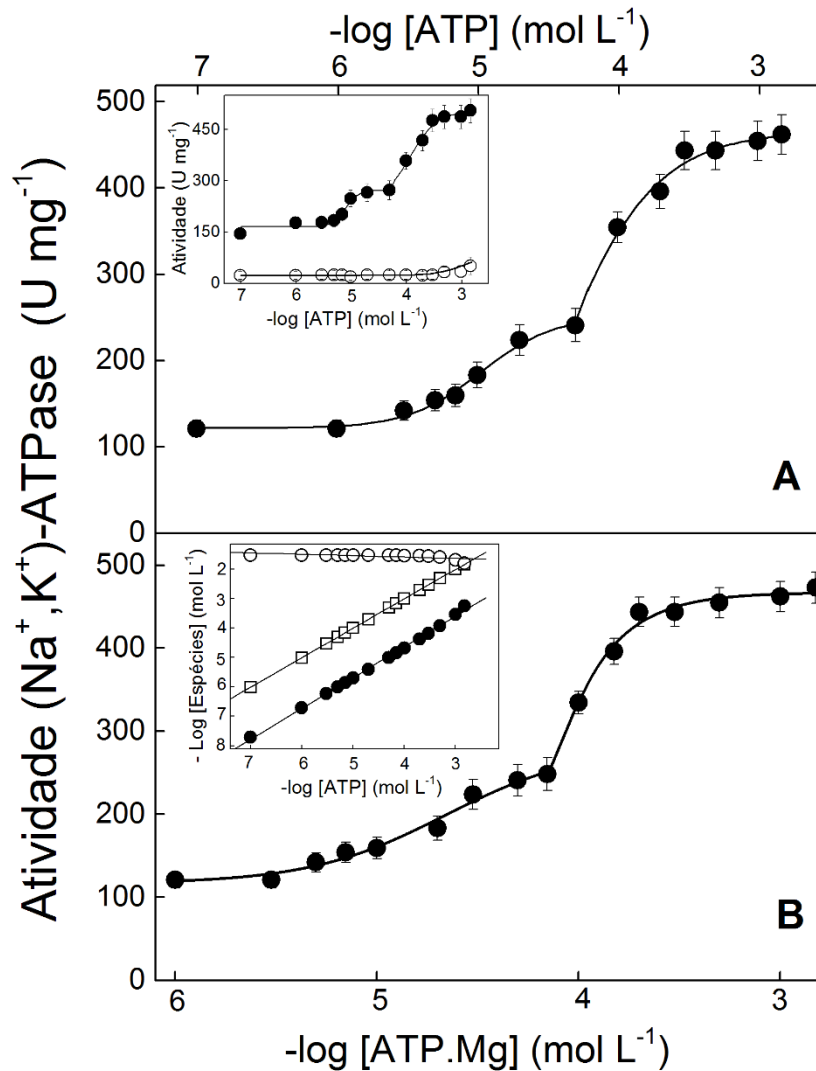 -log [ATP] (mol L⁻¹)
7 6 5 4 3
Atividade (Na⁺,K⁺)-ATPase (U mg⁻¹)
500
400
300
200
100
0
Atividade (U mg⁻¹)
450
300
150
0
7 6 5 4 3
-log [ATP] (mol L⁻¹)
A
500
400
300
200
100
0
- Log [Espécies] (mol L⁻¹)
2
3
4
5
6
7
8
7 6 5 4 3
-log [ATP] (mol L⁻¹)
B
6 5 4 3
-log [ATP.Mg] (mol L⁻¹)